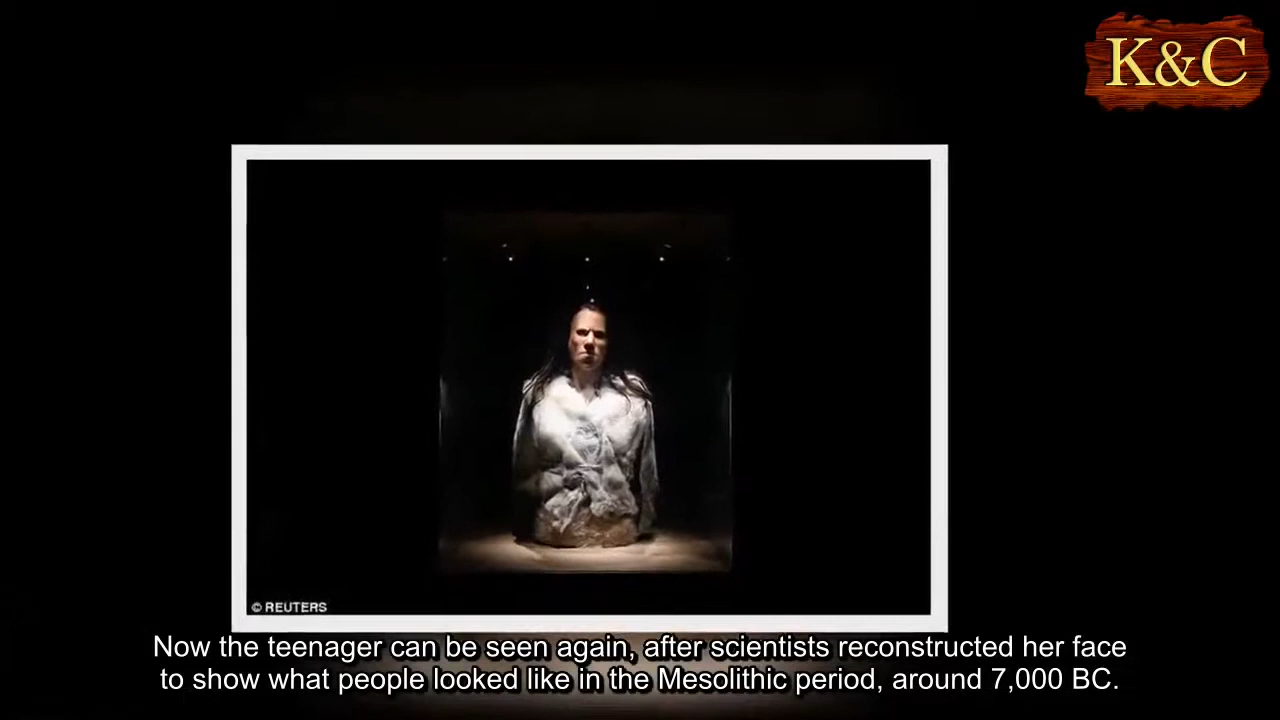 K&C
© REUTERS
Now the teenager can be seen again, after scientists reconstructed her face
to show what people looked like in the Mesolithic period, around 7,000 BC.